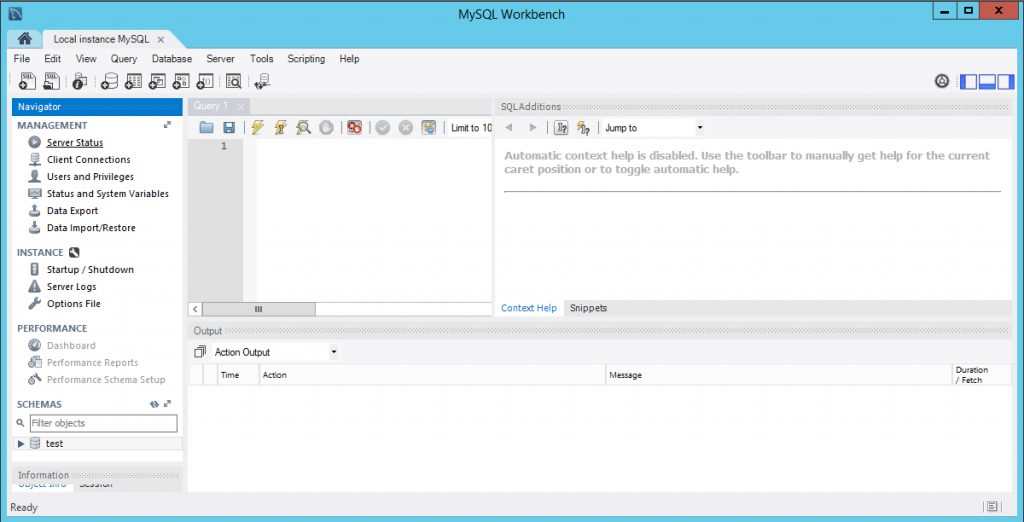 MySQL Workbench
Local instance MySQL
File Edit View Query Database Server Tools Scripting Help
Navigator
MANAGEMENT
Server Status
Client Connections
Users and Privileges
Status and System Variables
Data Export
Data Import/Restore
INSTANCE
Startup / Shutdown
Server Logs
Options File
PERFORMANCE
Dashboard
Performance Reports
Performance Schema Setup
SCHEMAS
Filter objects
test
Information
Object Info Session
Query 1
Limit to 10
1
SQLAdditions
Jump to
Automatic context help is disabled. Use the toolbar to manually get help for the current
caret position or to toggle automatic help.
Context Help Snippets
Output
Action Output
Time Action Message Duration
/ Fetch
Ready